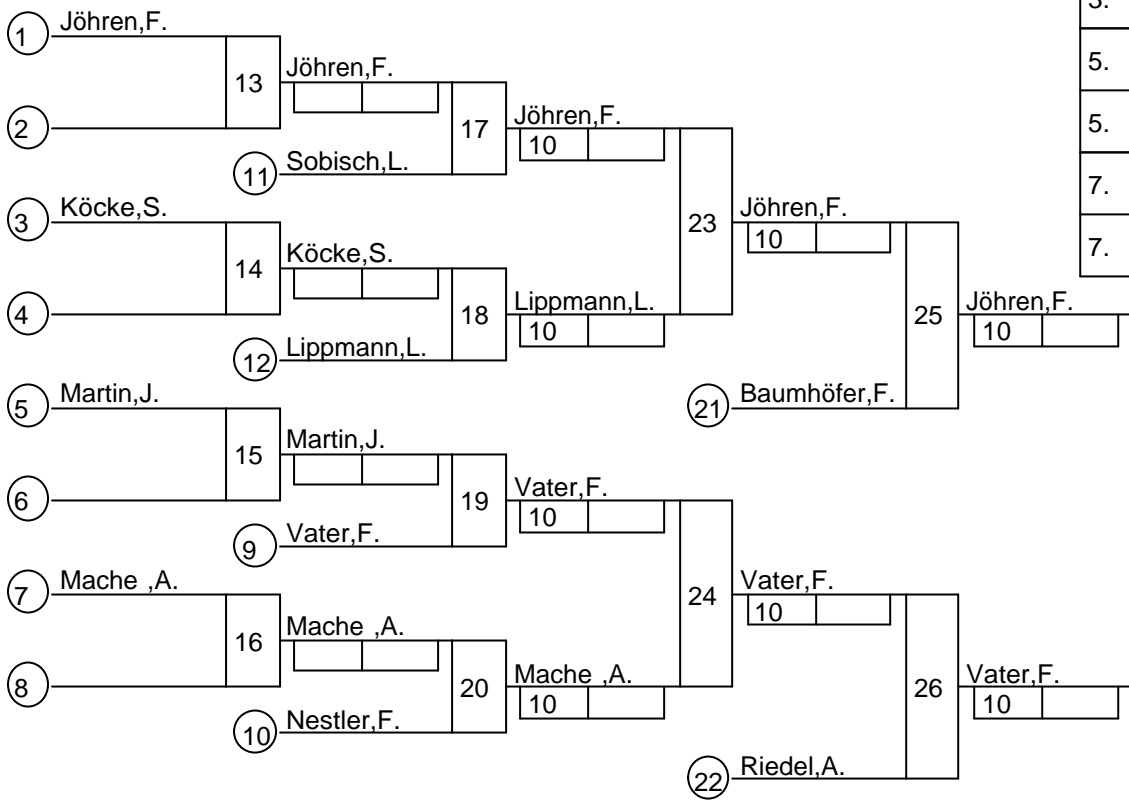 3.
1 Jöhren,F.
13 Jöhren,F.
5.
2
17 Jöhren,F.
10
5.
11 Sobisch,L.
7.
3 Köcke,S.
23 Jöhren,F.
10
7.
14 Köcke,S.
4
18 Lippmann,L.
10
25 Jöhren,F.
10
12 Lippmann,L.
5 Martin,J.
21 Baumhöfer,F.
15 Martin,J.
6
19 Vater,F.
10
9 Vater,F.
7 Mache ,A.
24 Vater,F.
10
16 Mache ,A.
8
20 Mache ,A.
10
26 Vater,F.
10
10 Nestler,F.
22 Riedel,A.